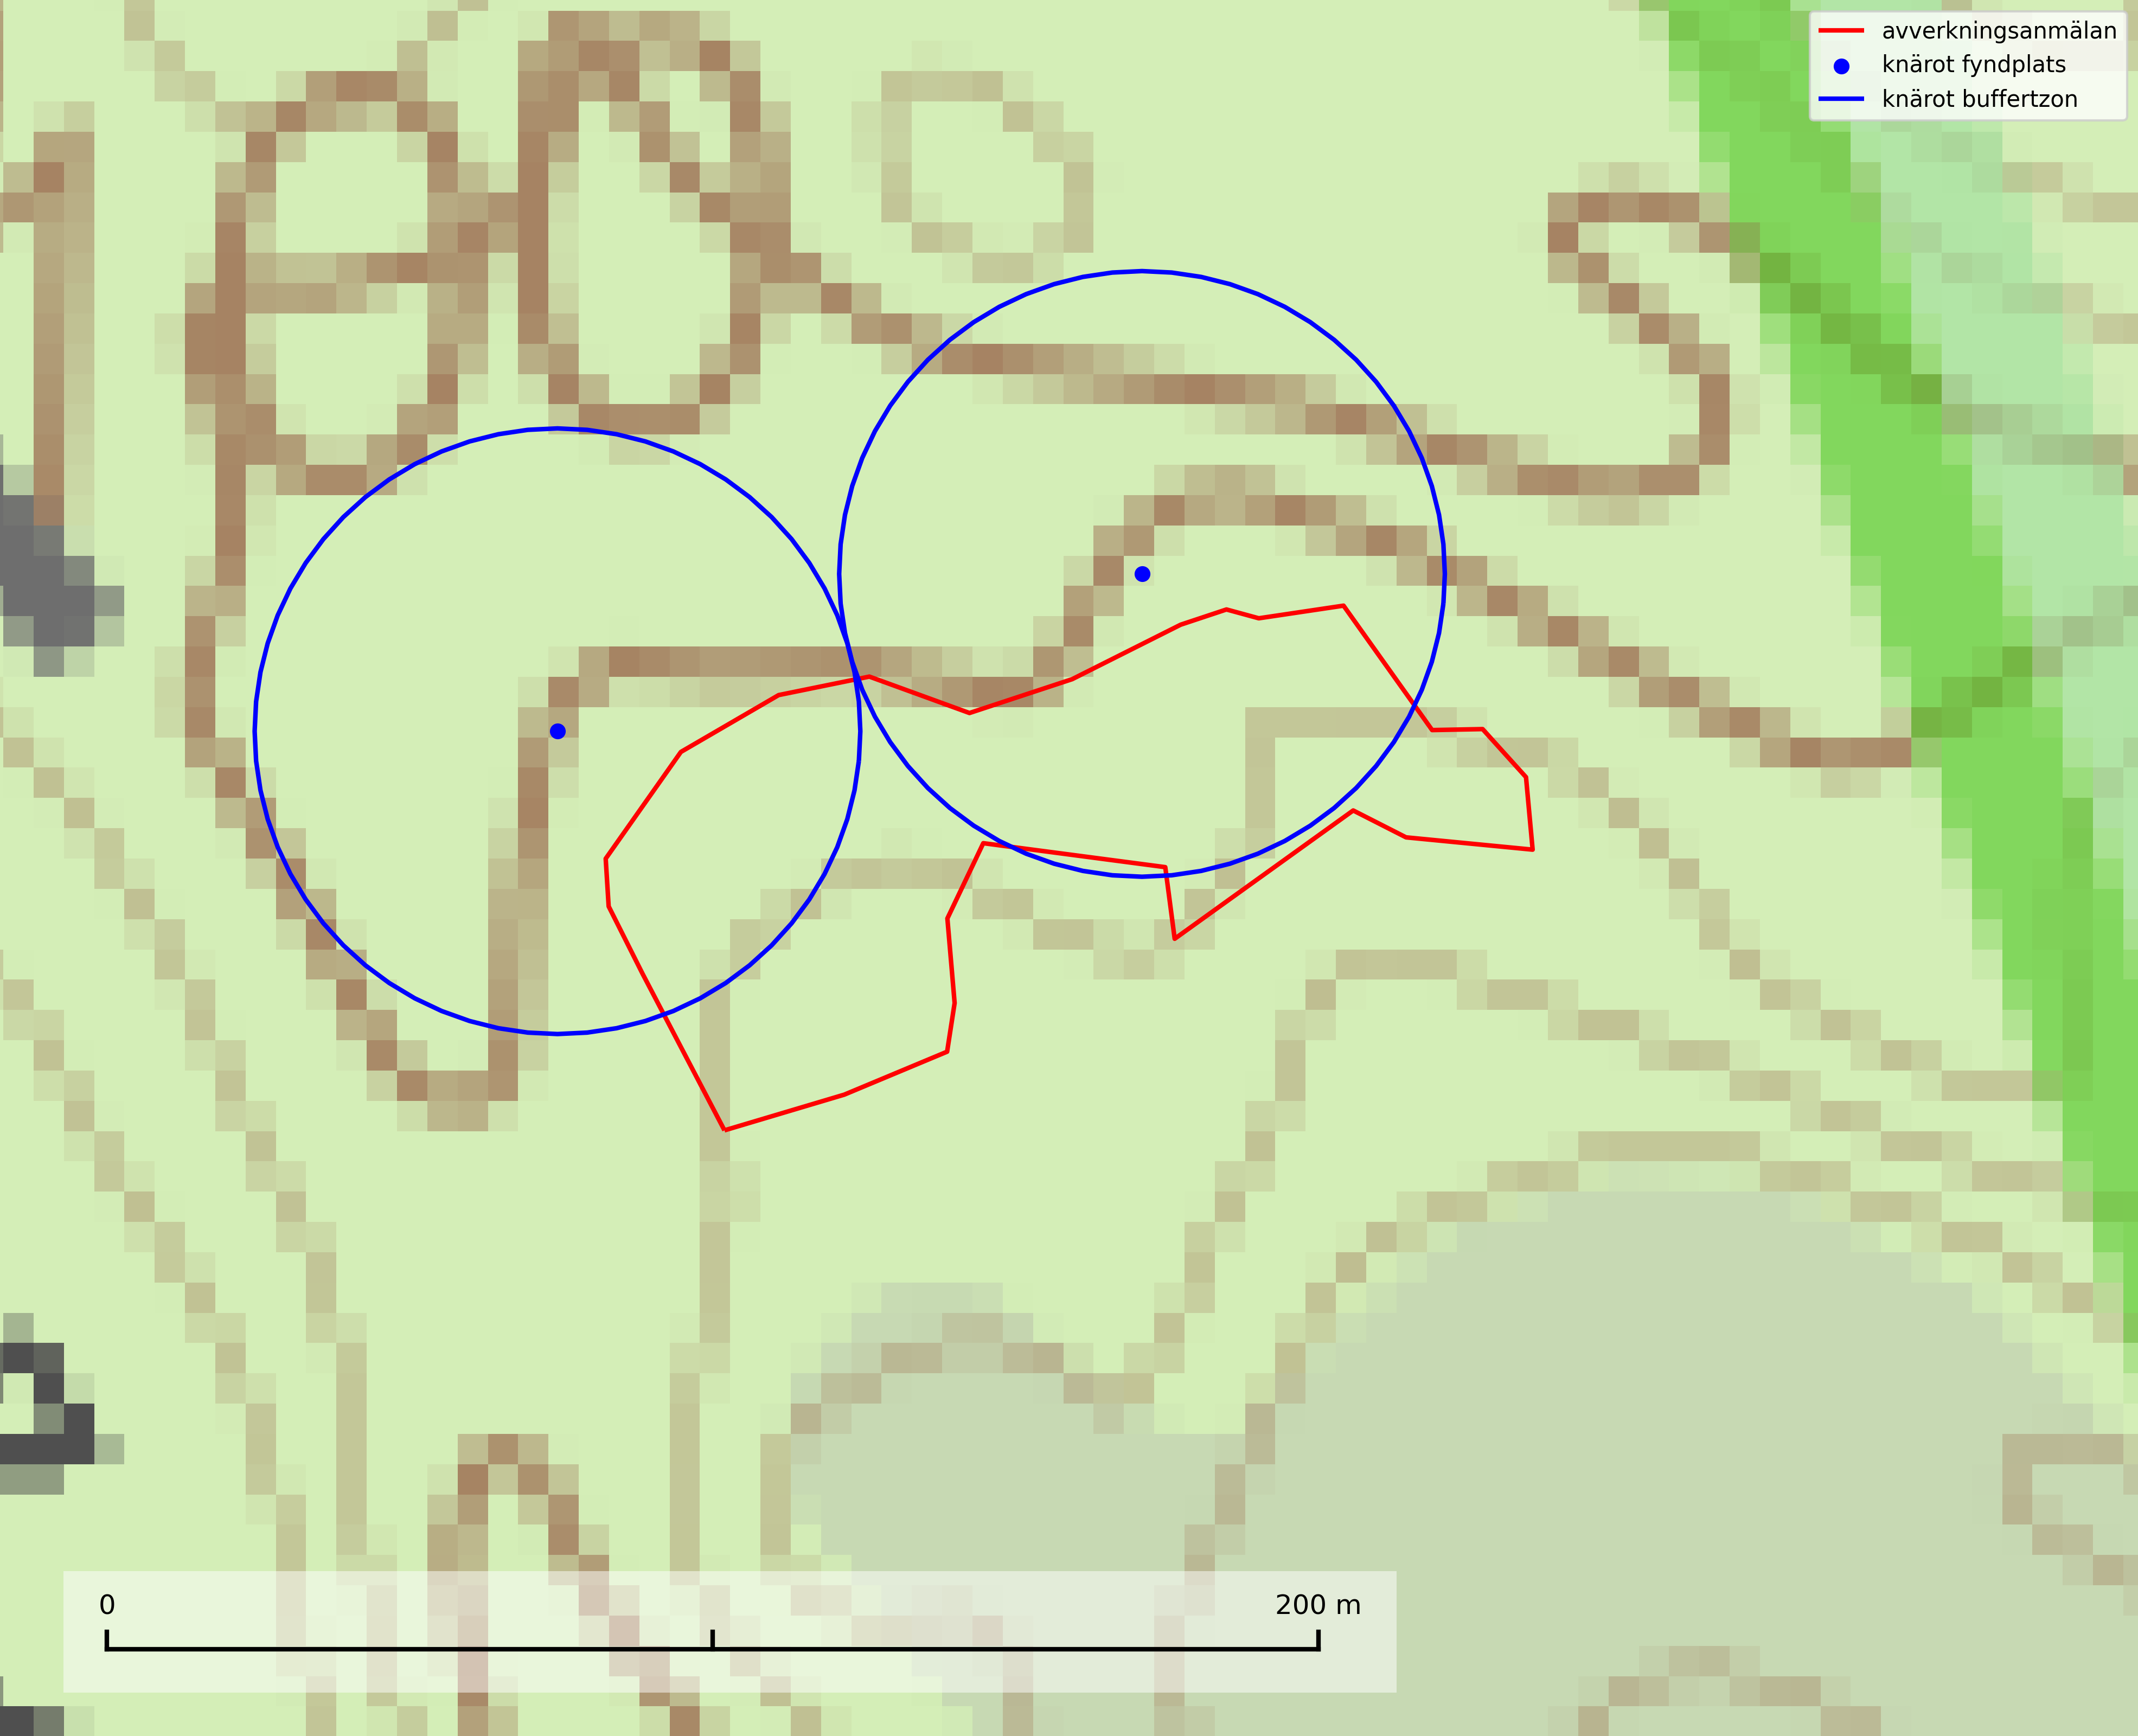 avverkningsanmälan
knärot fyndplats
knärot buffertzon
0
200 m